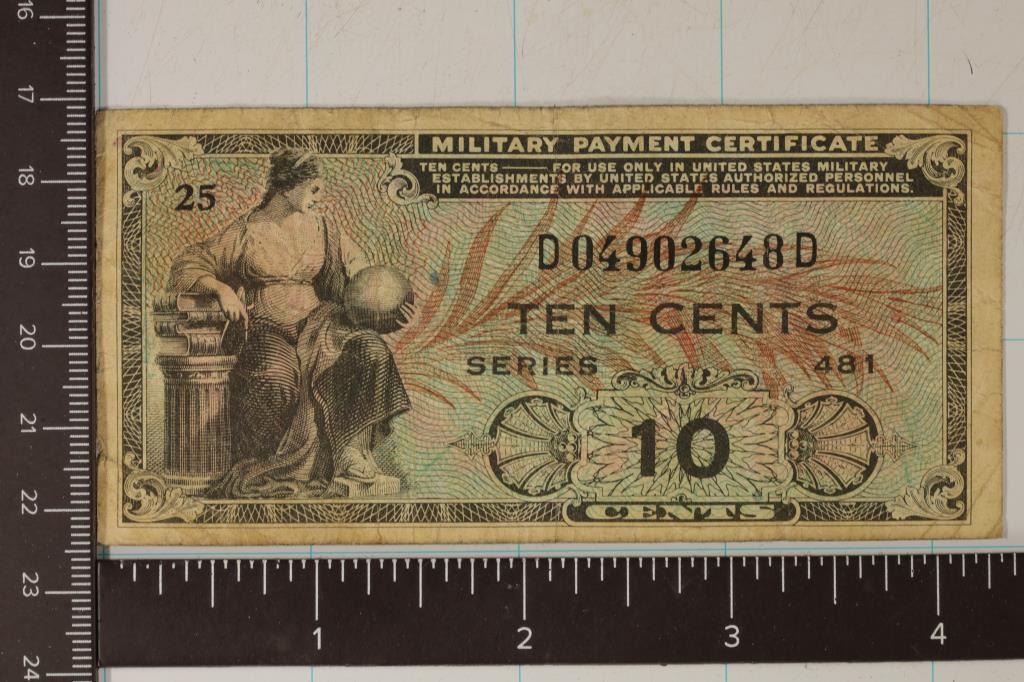 MILITARY PAYMENT CERTIFICATE
TEN CENTS FOR USE ONLY IN UNITED STATES MILITARY
ESTABLISHMENTS BY UNITED STATES AUTHORIZED PERSONNEL
IN ACCORDANCE WITH APPLICABLE RULES AND REGULATIONS.
25
D04902648D
TEN CENTS
SERIES 481
10
CENTS
16
17
18
19
20
21
22
23
24
1 2 3 4